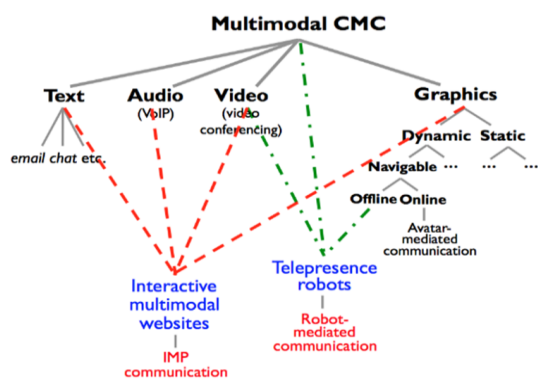 Multimodal CMC
Text Audio Video Graphics
(VoIP) (video
conferencing)
email chat etc.
Dynamic Static
Navigable ... ... ...
Offline Online
Avatar-
mediated
communication
Interactive
multimodal
websites
Telepresence
robots
IMP
communication
Robot-
mediated
communication